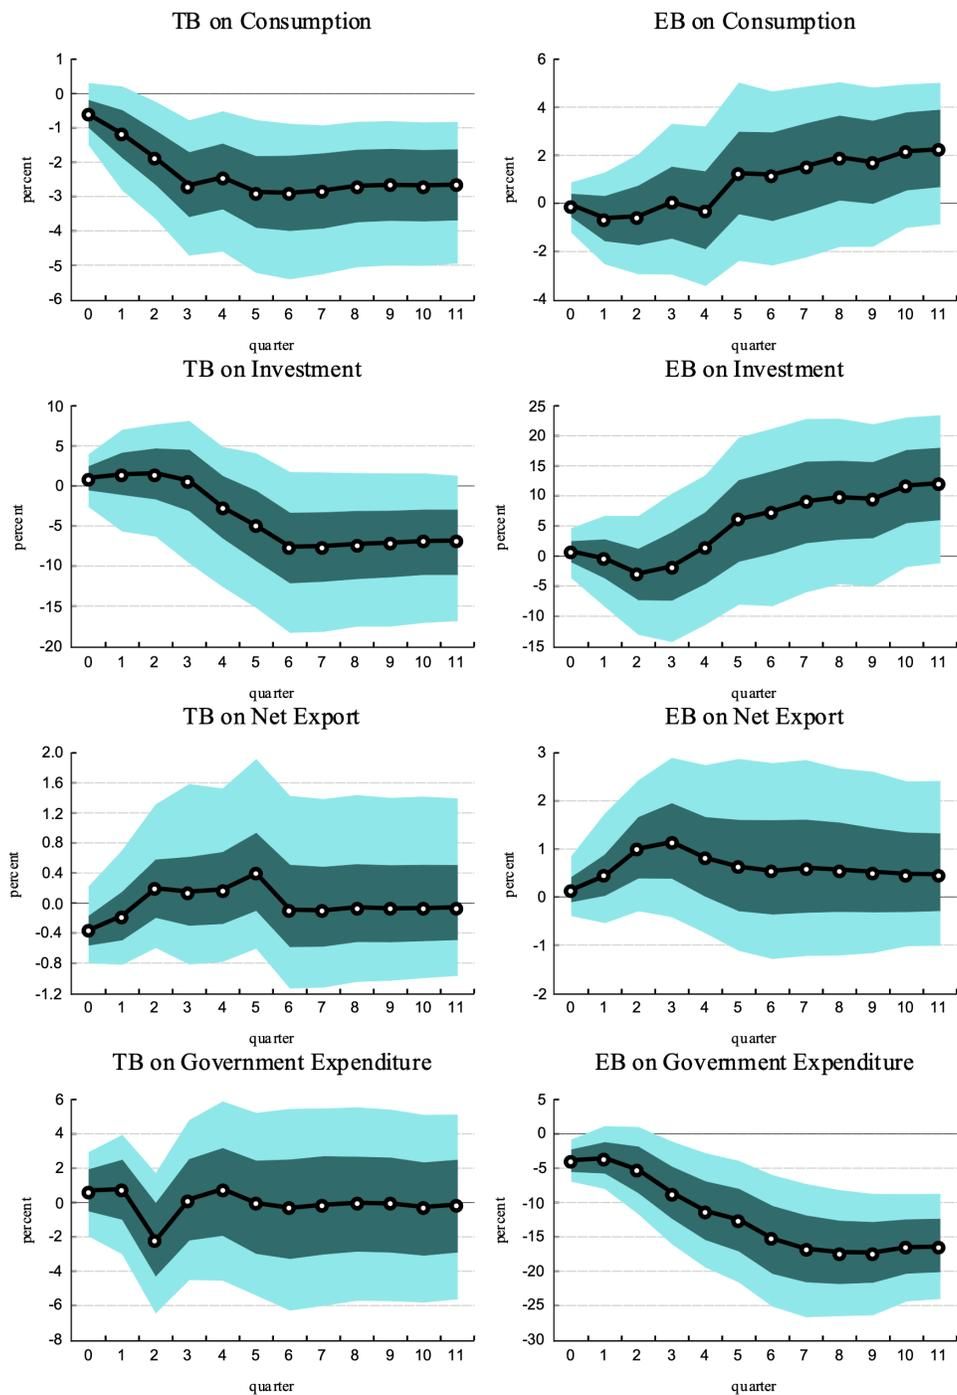 TB on Consumption
1
0
-1
-2
-3
-4
-5
-6
percent
0 1 2 3 4 5 6 7 8 9 10 11
quarter
EB on Consumption
6
4
2
0
-2
-4
percent
0 1 2 3 4 5 6 7 8 9 10 11
quarter
TB on Investment
10
5
0
-5
-10
-15
-20
percent
0 1 2 3 4 5 6 7 8 9 10 11
quarter
EB on Investment
25
20
15
10
5
0
-5
-10
-15
percent
0 1 2 3 4 5 6 7 8 9 10 11
quarter
TB on Net Export
2.0
1.6
1.2
0.8
0.4
0.0
-0.4
-0.8
-1.2
percent
0 1 2 3 4 5 6 7 8 9 10 11
quarter
EB on Net Export
3
2
1
0
-1
-2
percent
0 1 2 3 4 5 6 7 8 9 10 11
quarter
TB on Government Expenditure
6
4
2
0
-2
-4
-6
-8
percent
0 1 2 3 4 5 6 7 8 9 10 11
quarter
EB on Government Expenditure
5
0
-5
-10
-15
-20
-25
-30
percent
0 1 2 3 4 5 6 7 8 9 10 11
quarter